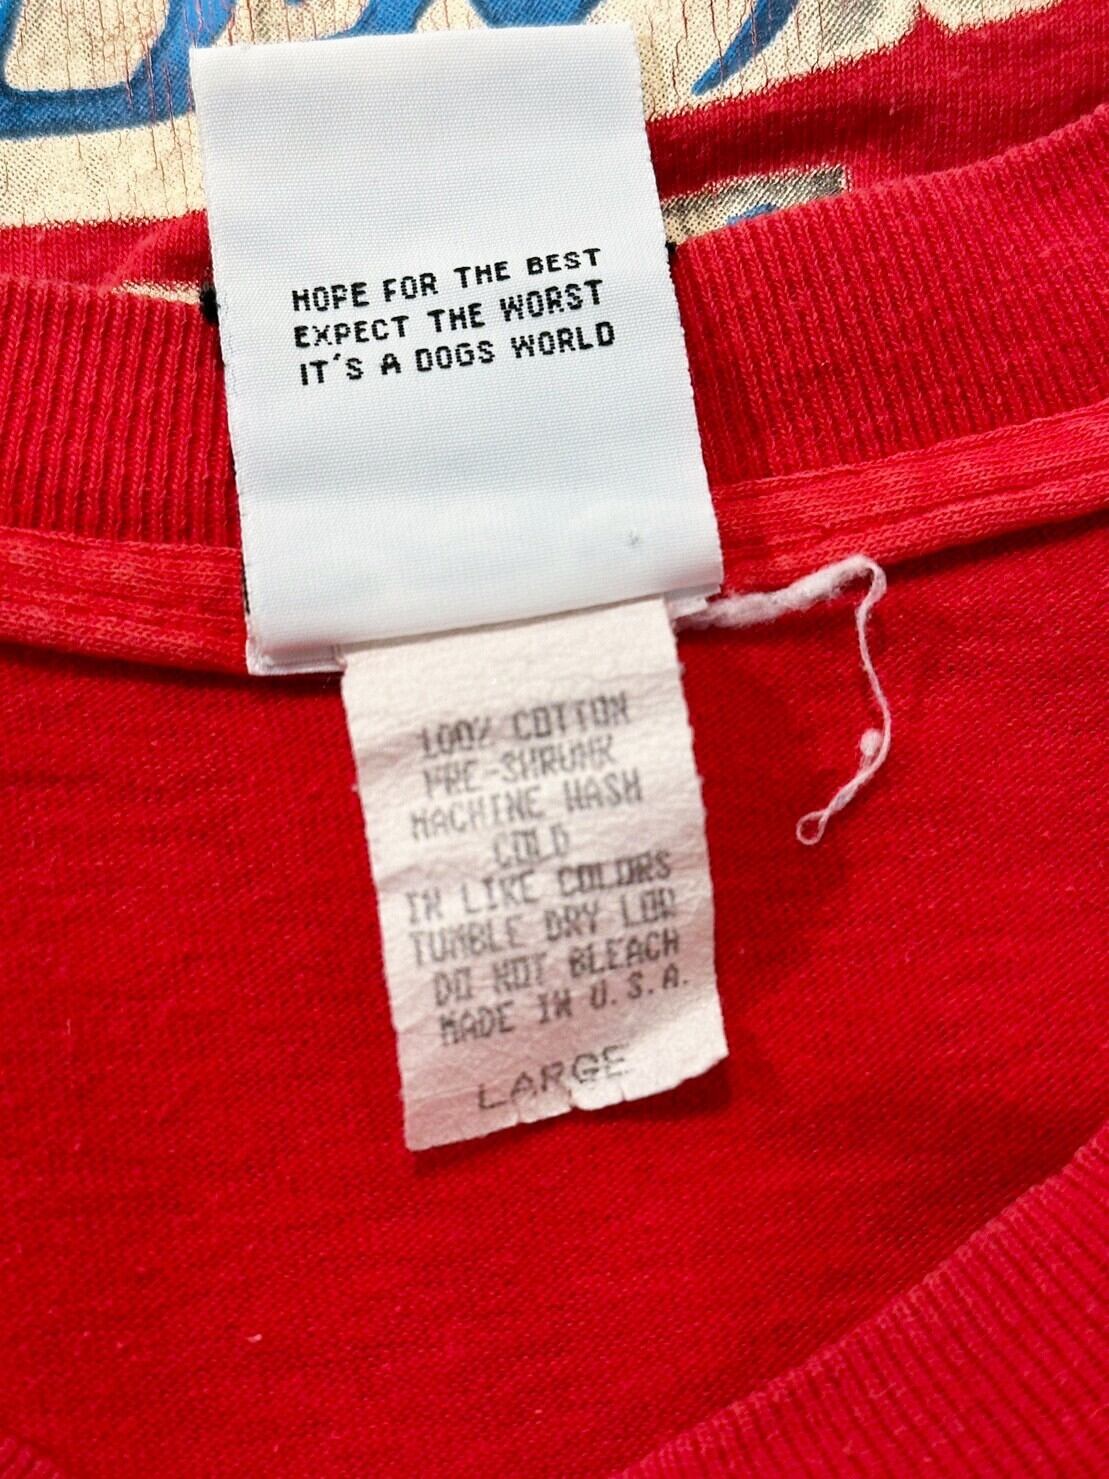 HOPE FOR THE BEST
EXPECT THE WORST
IT'S A DOGS WORLD
100% COTTON
PRE-SHRUNK
MACHINE WASH
COLD
IN LIKE COLORS
TUMBLE DRY LOW
DO NOT BLEACH
MADE IN U.S.A.
LARGE